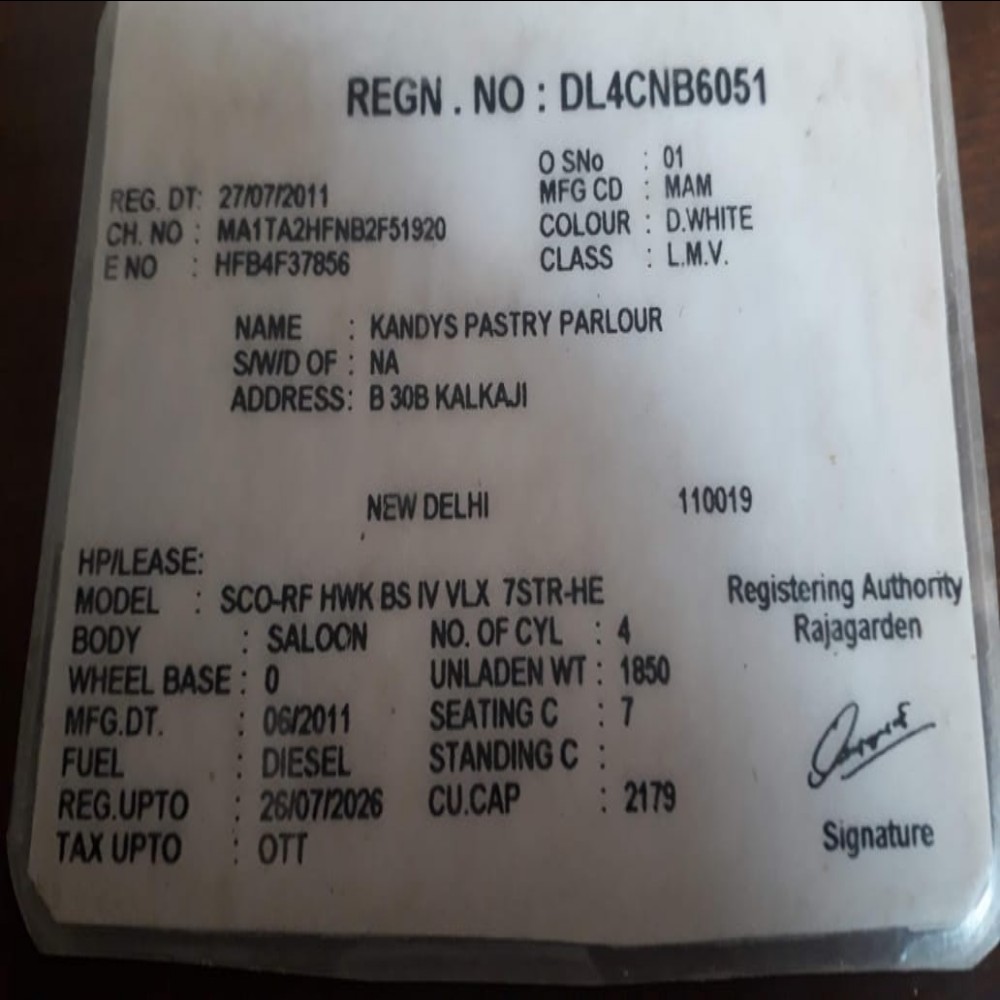 REGN . NO : DL4CNB6051
O SNo : 01
REG. DT: 27/07/2011 MFG CD : MAM
CH. NO : MA1TA2HFNB2F51920 COLOUR : D.WHITE
E NO : HFB4F37856 CLASS : L.M.V.
NAME : KANDYS PASTRY PARLOUR
S/W/D OF : NA
ADDRESS: B 30B KALKAJI
NEW DELHI 110019
HP/LEASE:
MODEL : SCO-RF HWK BS IV VLX 7STR-HE Registering Authority
BODY : SALOON NO. OF CYL : 4 Rajagarden
WHEEL BASE : 0 UNLADEN WT : 1850
MFG.DT. : 06/2011 SEATING C : 7
FUEL : DIESEL STANDING C :
REG.UPTO : 26/07/2026 CU.CAP : 2179
TAX UPTO : OTT Signature